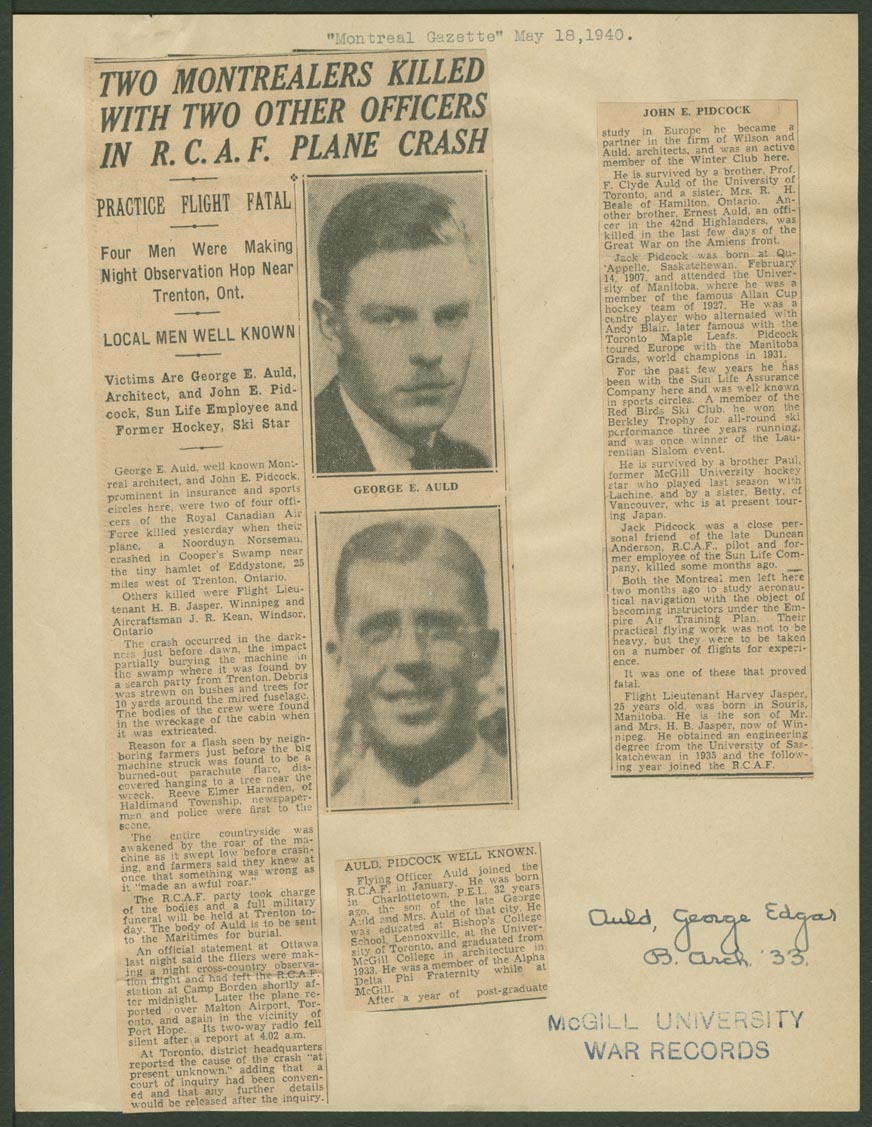 "Montreal Gazette" May 18,1940.
TWO MONTREALERS KILLED
WITH TWO OTHER OFFICERS
IN R.C.A.F. PLANE CRASH
PRACTICE FLIGHT FATAL
Four Men Were Making
Night Observation Hop Near
Trenton, Ont.
LOCAL MEN WELL KNOWN
Victims Are George E. Auld,
Architect, and John E. Pid-
cock, Sun Life Employee and
Former Hockey, Ski Star
George E. Auld, well known Mont-
real architect, and John E. Pidcock,
prominent in insurance and sports
circles here, were two of four offi-
cers of the Royal Canadian Air
Force killed yesterday when their
plane, a Noorduyn Norseman,
crashed in Cooper's Swamp near
the tiny hamlet of Eddystone, 25
miles west of Trenton, Ontario.
Others killed were Flight Lieu-
tenant H. B. Jasper, Winnipeg and
Aircraftsman J. R. Kean, Windsor,
Ontario
The crash occurred in the dark-
ness just before dawn, the impact
partially burying the machine in
the swamp where it was found by
a search party from Trenton. Debris
was strewn on bushes and trees for
10 yards around the mired fuselage.
The bodies of the crew were found
in the wreckage of the cabin when
it was extricated.
Reason for a flash seen by neigh-
boring farmers just before the big
machine struck was found to be a
burned-out parachute flare, dis-
covered hanging to a tree near the
wreck. Reeve Elmer Harnden, of
Haldimand Township, newspaper-
men and police were first to the
scene.
The entire countryside was
awakened by the roar of the ma-
chine as it swept low before crash-
ing, and farmers said they knew at
once that something was wrong as
it "made an awful roar."
The R.C.A.F. party took charge
of the bodies and a full military
funeral will be held at Trenton to-
day. The body of Auld is to be sent
to the Maritimes for burial.
An official statement at Ottawa
last night said the fliers were mak-
ing a night cross-country observa-
tion flight and had left the R.C.A.F.
station at Camp Borden shortly af-
ter midnight. Later the plane re-
ported over Malton Airport, Tor-
onto, and again in the vicinity of
Port Hope. Its two-way radio fell
silent after a report at 4.02 a.m.
At Toronto, district headquarters
reported the cause of the crash "at
present unknown," adding that a
court of inquiry had been conven-
ed and that any further details
would be released after the inquiry.
GEORGE E. AULD
AULD, PIDCOCK WELL KNOWN.
Flying Officer Auld joined the
R.C.A.F. in January. He was born
in Charlottetown, P.E.I., 32 years
ago, the son of the late George
Auld and Mrs. Auld of that city. He
was educated at Bishop's College
School, Lennoxville, at the Univer-
sity of Toronto, and graduated from
McGill College in architecture in
1933. He was a member of the Alpha
Delta Phi Fraternity while at
McGill.
After a year of post-graduate
JOHN E. PIDCOCK
study in Europe he became a
partner in the firm of Wilson and
Auld, architects, and was an active
member of the Winter Club here.
He is survived by a brother, Prof.
F. Clyde Auld of the University of
Toronto, and a sister, Mrs. R. H.
Beale of Hamilton, Ontario. An-
other brother, Ernest Auld, an offi-
cer in the 42nd Highlanders, was
killed in the last few days of the
Great War on the Amiens front.
Jack Pidcock was born at Qu-
'Appelle, Saskatchewan, February
14, 1907, and attended the Univer-
sity of Manitoba, where he was a
member of the famous Allan Cup
hockey team of 1927. He was a
centre player who alternated with
Andy Blair, later famous with the
Toronto Maple Leafs. Pidcock
toured Europe with the Manitoba
Grads, world champions in 1931.
For the past few years he has
been with the Sun Life Assurance
Company here and was well known
in sports circles. A member of the
Red Birds Ski Club, he won the
Berkley Trophy for all-round ski
performance three years running,
and was once winner of the Lau-
rentian Slalom event.
He is survived by a brother Paul,
former McGill University hockey
star who played last season with
Lachine, and by a sister, Betty, of
Vancouver, who is at present tour-
ing Japan.
Jack Pidcock was a close per-
sonal friend of the late Duncan
Anderson, R.C.A.F., pilot and for-
mer employee of the Sun Life Com-
pany, killed some months ago.
Both the Montreal men left here
two months ago to study aeronau-
tical navigation with the object of
becoming instructors under the Em-
pire Air Training Plan. Their
practical flying work was not to be
heavy, but they were to be taken
on a number of flights for experi-
ence.
It was one of these that proved
fatal.
Flight Lieutenant Harvey Jasper,
25 years old, was born in Souris,
Manitoba. He is the son of Mr.
and Mrs. H. B. Jasper, now of Win-
nipeg. He obtained an engineering
degree from the University of Sas-
katchewan in 1935 and the follow-
ing year joined the R.C.A.F.
Auld, George Edgar
B. Arch. '33.
McGILL UNIVERSITY
WAR RECORDS